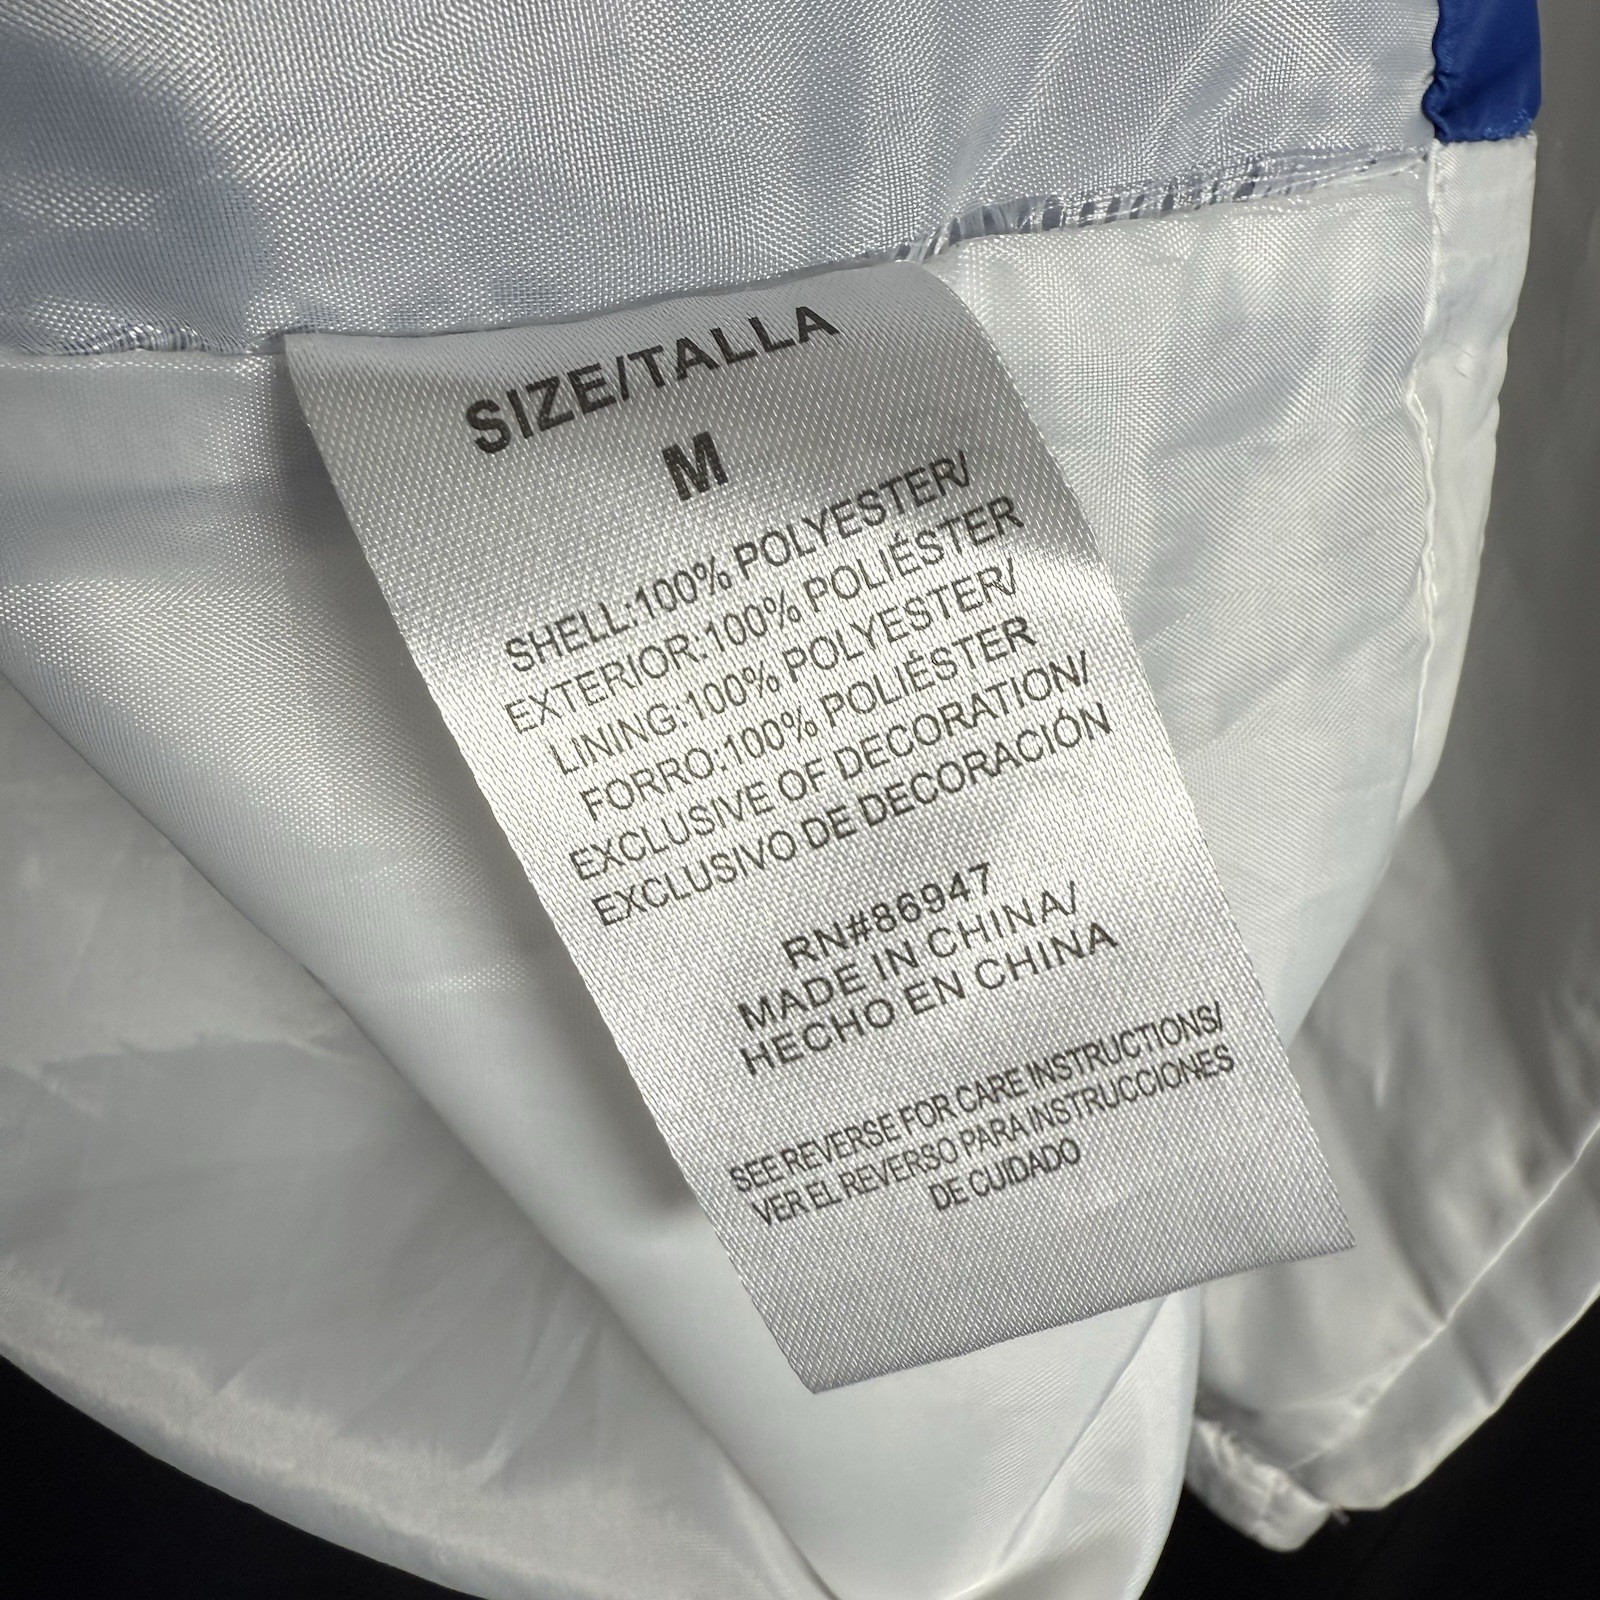 SIZE/TALLA
M
SHELL:100% POLYESTER/
EXTERIOR:100% POLIÉSTER
LINING:100% POLYESTER/
FORRO:100% POLIÉSTER
EXCLUSIVE OF DECORATION/
EXCLUSIVO DE DECORACIÓN
RN#86947
MADE IN CHINA/
HECHO EN CHINA
SEE REVERSE FOR CARE INSTRUCTIONS/
VER EL REVERSO PARA INSTRUCCIONES
DE CUIDADO